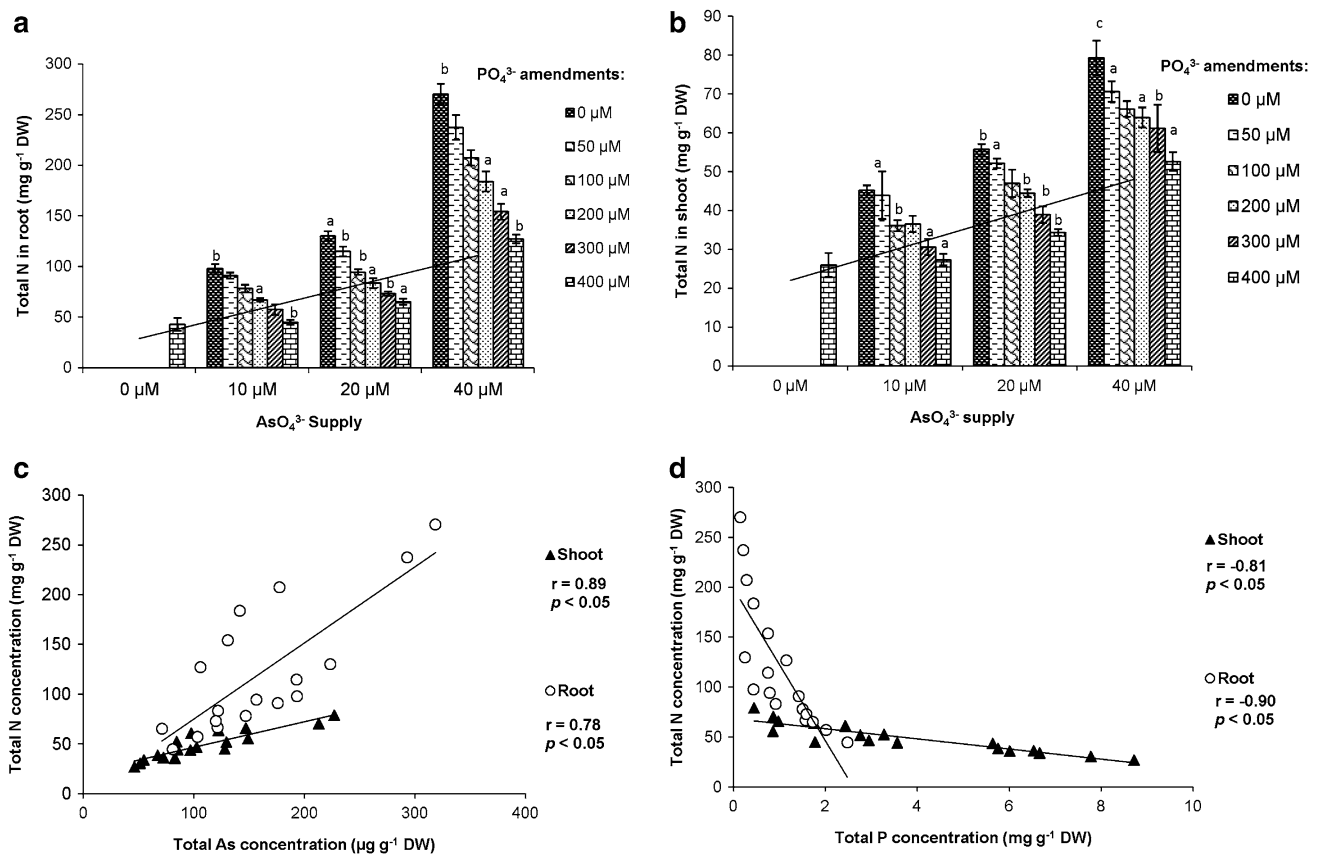 a
Total N in root (mg g⁻¹ DW)
300
250
200
150
100
50
0
b
a
b
b
a
b
a
b
a
b
a
a
b
0 µM
10 µM
20 µM
40 µM
AsO₄³⁻ Supply
PO₄³⁻ amendments:
0 µM
50 µM
100 µM
200 µM
300 µM
400 µM
b
Total N in shoot (mg g⁻¹ DW)
90
80
70
60
50
40
30
20
10
0
a
b
a
a
b
a
b
b
b
c
a
a
b
a
0 µM
10 µM
20 µM
40 µM
AsO₄³⁻ supply
PO₄³⁻ amendments:
0 µM
50 µM
100 µM
200 µM
300 µM
400 µM
c
Total N concentration (mg g⁻¹ DW)
300
250
200
150
100
50
0
0
100
200
300
400
Total As concentration (µg g⁻¹ DW)
Shoot
r = 0.89
p < 0.05
Root
r = 0.78
p < 0.05
d
Total N concentration (mg g⁻¹ DW)
300
250
200
150
100
50
0
0
2
4
6
8
10
Total P concentration (mg g⁻¹ DW)
Shoot
r = -0.81
p < 0.05
Root
r = -0.90
p < 0.05